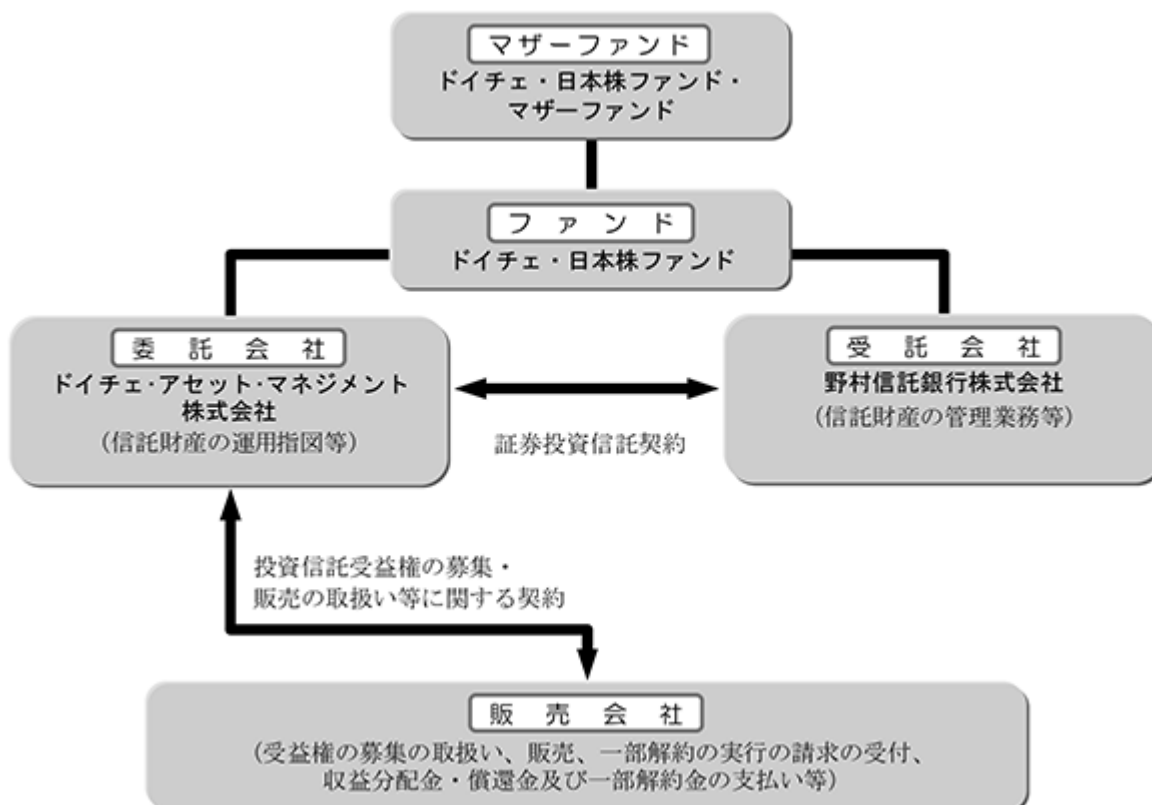 マザーファンド
ドイチェ・日本株ファンド・
マザーファンド
ファンド
ドイチェ・日本株ファンド
委託会社
ドイチェ・アセット・マネジメント
株式会社
(信託財産の運用指図等)
受託会社
野村信託銀行株式会社
(信託財産の管理業務等)
証券投資信託契約
投資信託受益権の募集・
販売の取扱い等に関する契約
販売会社
(受益権の募集の取扱い、販売、一部解約の実行の請求の受付、
収益分配金・償還金及び一部解約金の支払い等)